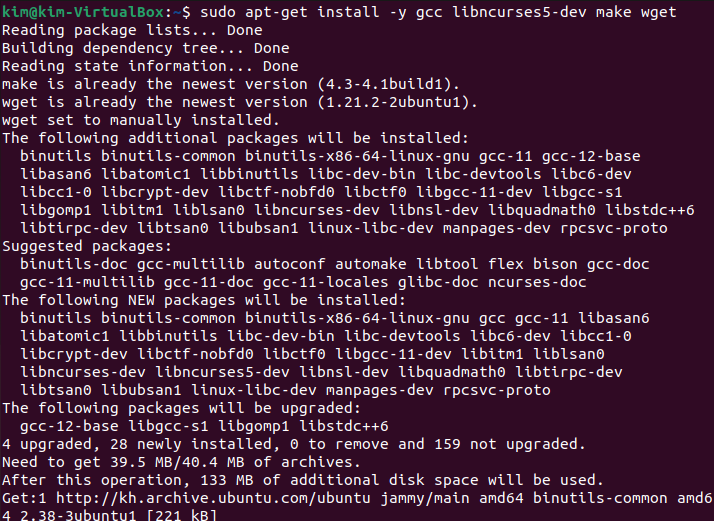 kim@kim-VirtualBox:~$ sudo apt-get install -y gcc libncurses5-dev make wget
Reading package lists... Done
Building dependency tree... Done
Reading state information... Done
make is already the newest version (4.3-4.1build1).
wget is already the newest version (1.21.2-2ubuntu1).
wget set to manually installed.
The following additional packages will be installed:
  binutils binutils-common binutils-x86-64-linux-gnu gcc-11 gcc-12-base
  libasan6 libatomic1 libbinutils libc-dev-bin libc-devtools libc6-dev
  libcc1-0 libcrypt-dev libctf-nobfd0 libctf0 libgcc-11-dev libgcc-s1
  libgomp1 libitm1 liblsan0 libncurses-dev libnsl-dev libquadmath0 libstdc++6
  libtirpc-dev libtsan0 libubsan1 linux-libc-dev manpages-dev rpcsvc-proto
Suggested packages:
  binutils-doc gcc-multilib autoconf automake libtool flex bison gcc-doc
  gcc-11-multilib gcc-11-doc gcc-11-locales glibc-doc ncurses-doc
The following NEW packages will be installed:
  binutils binutils-common binutils-x86-64-linux-gnu gcc gcc-11 libasan6
  libatomic1 libbinutils libc-dev-bin libc-devtools libc6-dev libcc1-0
  libcrypt-dev libctf-nobfd0 libctf0 libgcc-11-dev libitm1 liblsan0
  libncurses-dev libncurses5-dev libnsl-dev libquadmath0 libtirpc-dev
  libtsan0 libubsan1 linux-libc-dev manpages-dev rpcsvc-proto
The following packages will be upgraded:
  gcc-12-base libgcc-s1 libgomp1 libstdc++6
4 upgraded, 28 newly installed, 0 to remove and 159 not upgraded.
Need to get 39.5 MB/40.4 MB of archives.
After this operation, 133 MB of additional disk space will be used.
Get:1 http://kh.archive.ubuntu.com/ubuntu jammy/main amd64 binutils-common amd6
4 2.38-3ubuntu1 [221 kB]